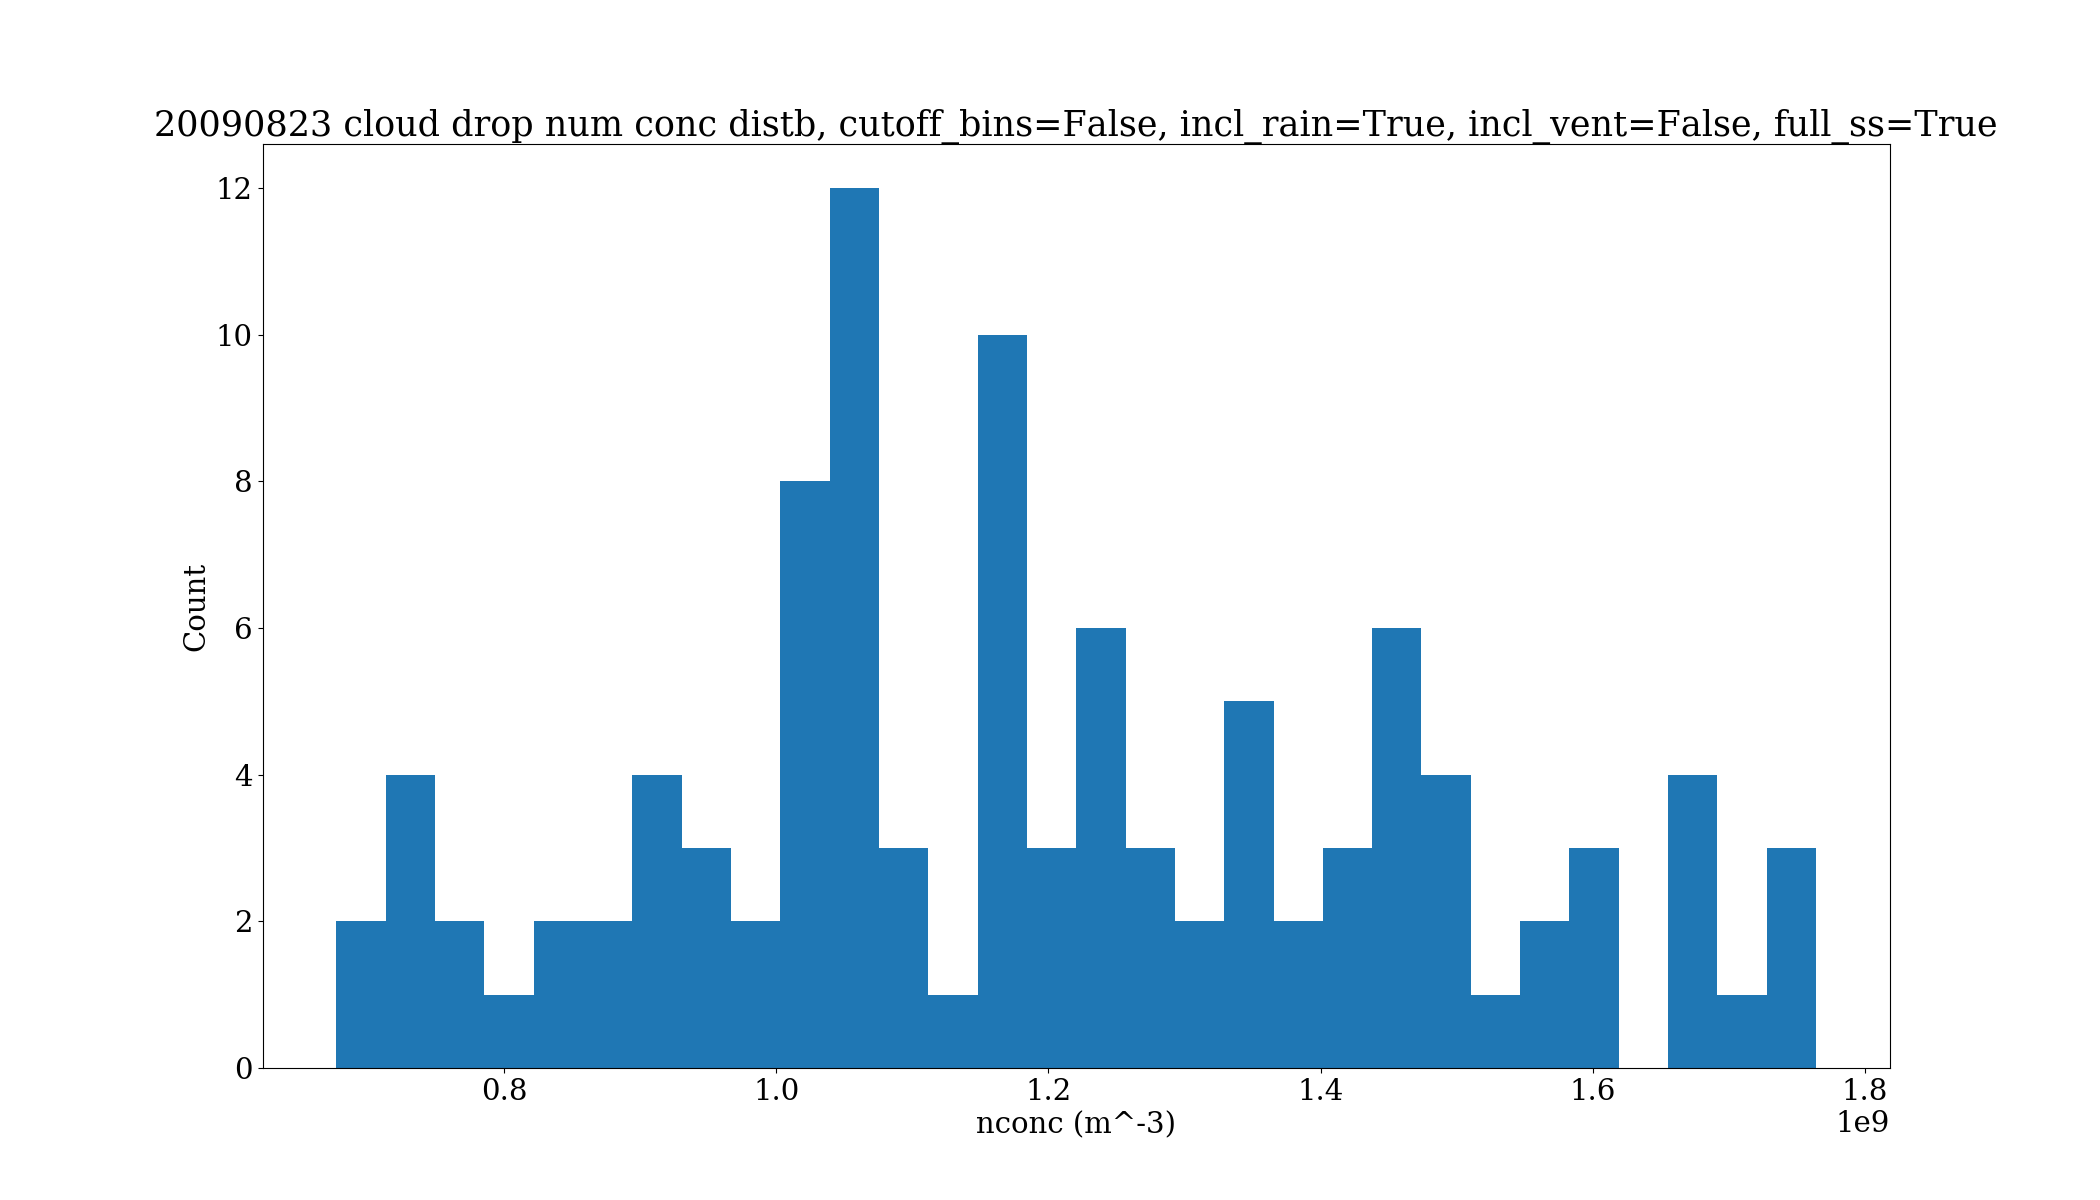 20090823 cloud drop num conc distb, cutoff_bins=False, incl_rain=True, incl_vent=False, full_ss=True
12
10
8
6
4
2
0
Count
0.8 1.0 1.2 1.4 1.6 1.8
nconc (m^-3)
1e9